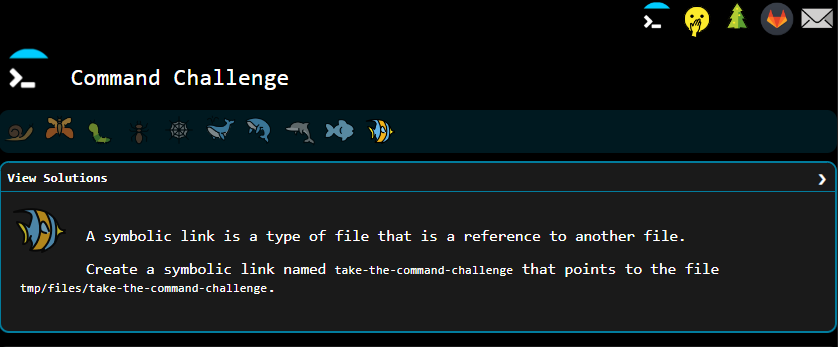 Command Challenge
View Solutions
A symbolic link is a type of file that is a reference to another file.
Create a symbolic link named take-the-command-challenge that points to the file
tmp/files/take-the-command-challenge.